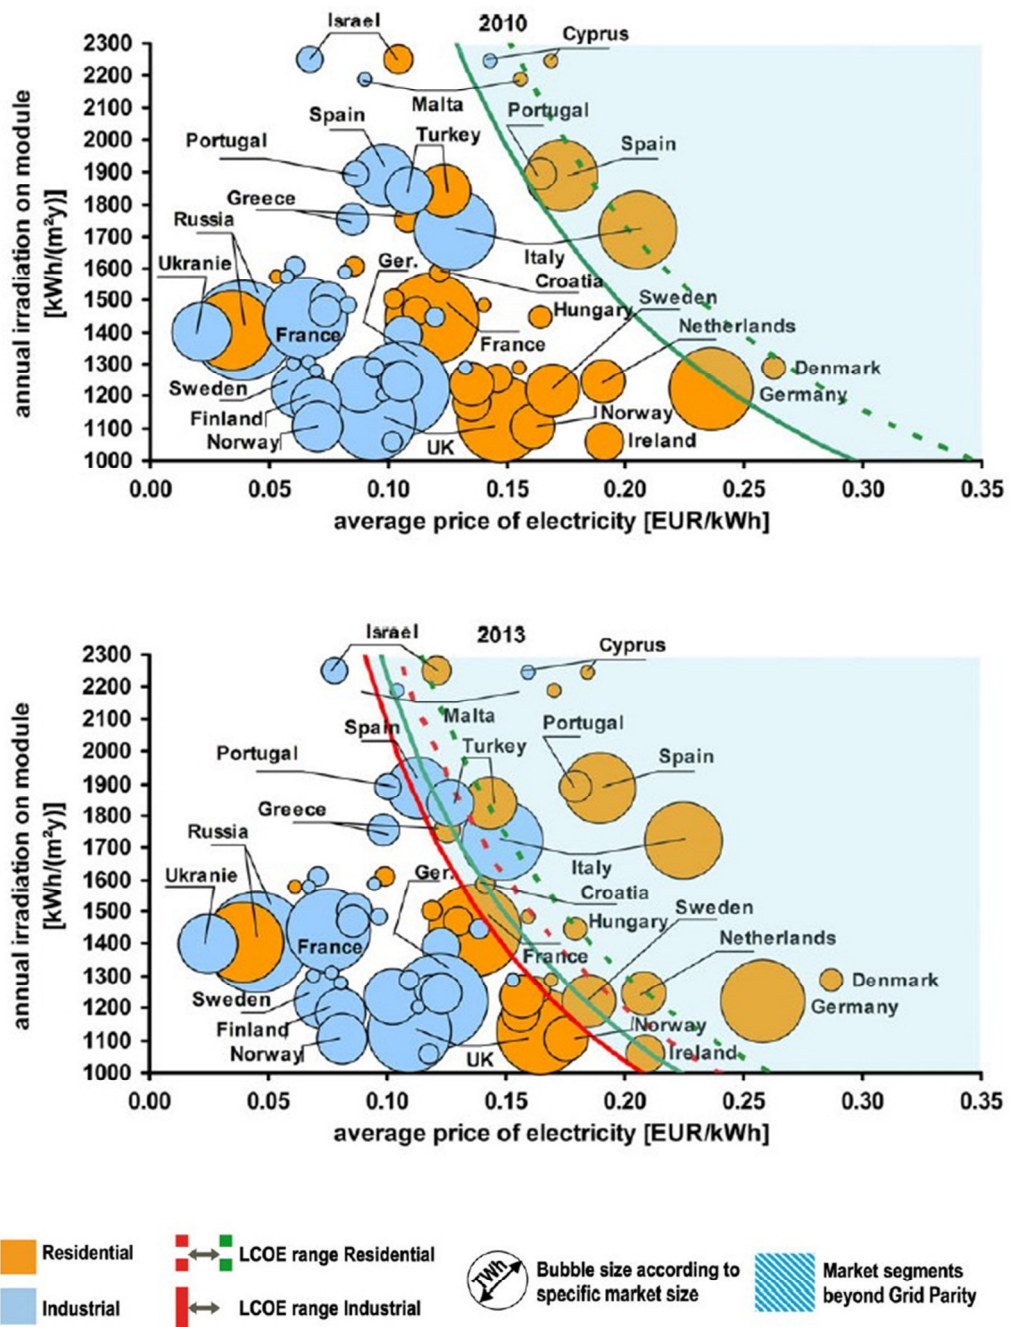 2010
Israel
Cyprus
Malta
Spain
Portugal
Turkey
Portugal
Spain
Greece
Russia
Ukranie
Ger.
Italy
Croatia
Hungary
Sweden
France
France
Netherlands
Denmark
Germany
Sweden
Finland
Norway
UK
Norway
Ireland
annual irradiation on module
[kWh/(m²y)]
2300
2200
2100
2000
1900
1800
1700
1600
1500
1400
1300
1200
1100
1000
0.00 0.05 0.10 0.15 0.20 0.25 0.30 0.35
average price of electricity [EUR/kWh]
2013
Israel
Cyprus
Malta
Spain
Portugal
Turkey
Portugal
Spain
Greece
Russia
Ukranie
Ger.
Italy
Croatia
Hungary
Sweden
France
France
Netherlands
Denmark
Germany
Sweden
Finland
Norway
UK
Norway
Ireland
annual irradiation on module
[kWh/(m²y)]
2300
2200
2100
2000
1900
1800
1700
1600
1500
1400
1300
1200
1100
1000
0.00 0.05 0.10 0.15 0.20 0.25 0.30 0.35
average price of electricity [EUR/kWh]
Residential
Industrial
LCOE range Residential
LCOE range Industrial
TWh
Bubble size according to
specific market size
Market segments
beyond Grid Parity